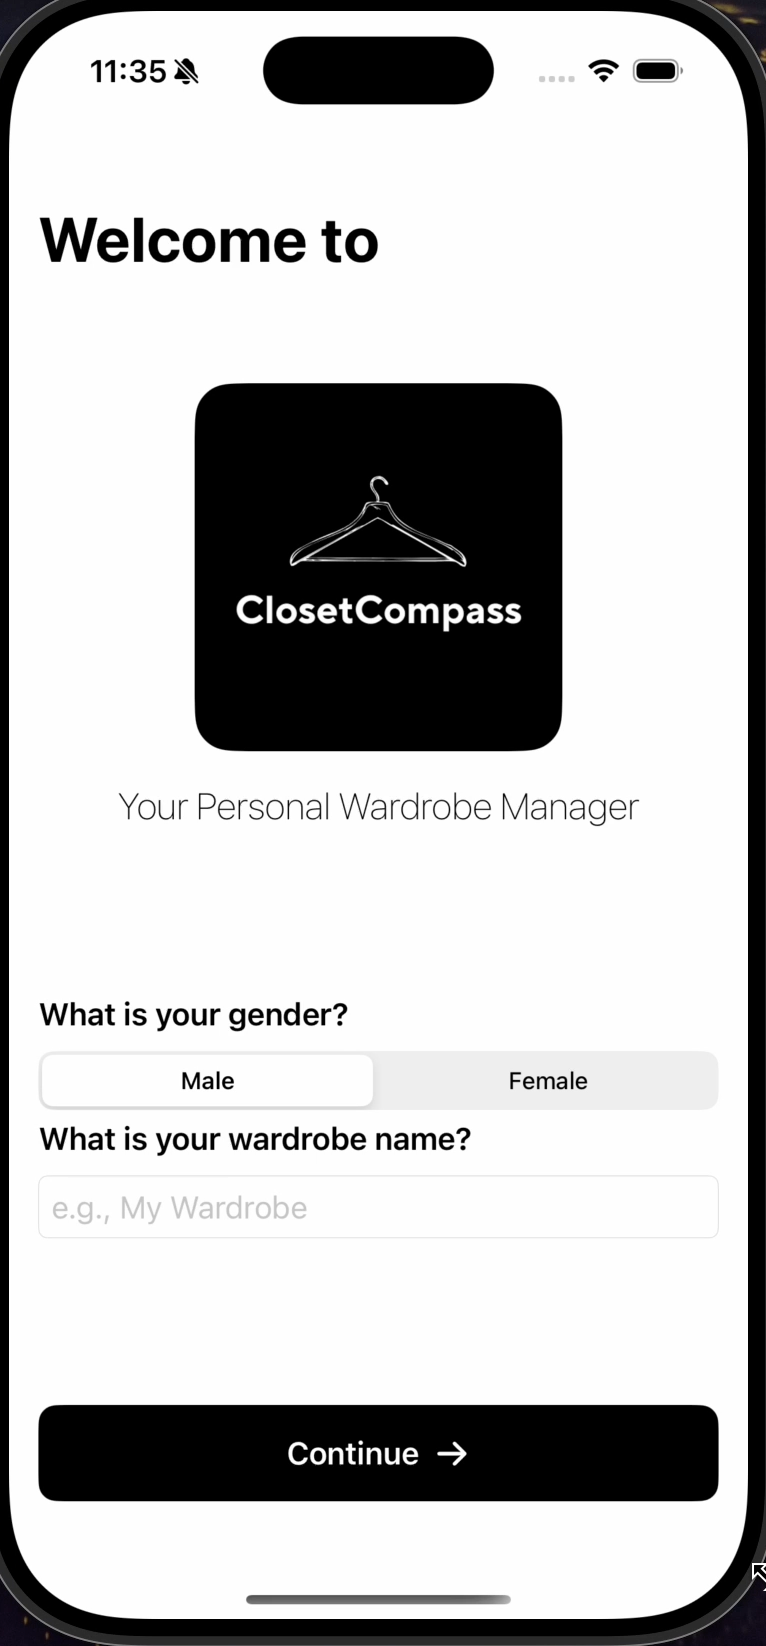 11:35
Welcome to
ClosetCompass
Your Personal Wardrobe Manager
What is your gender?
Male Female
What is your wardrobe name?
e.g., My Wardrobe
Continue →